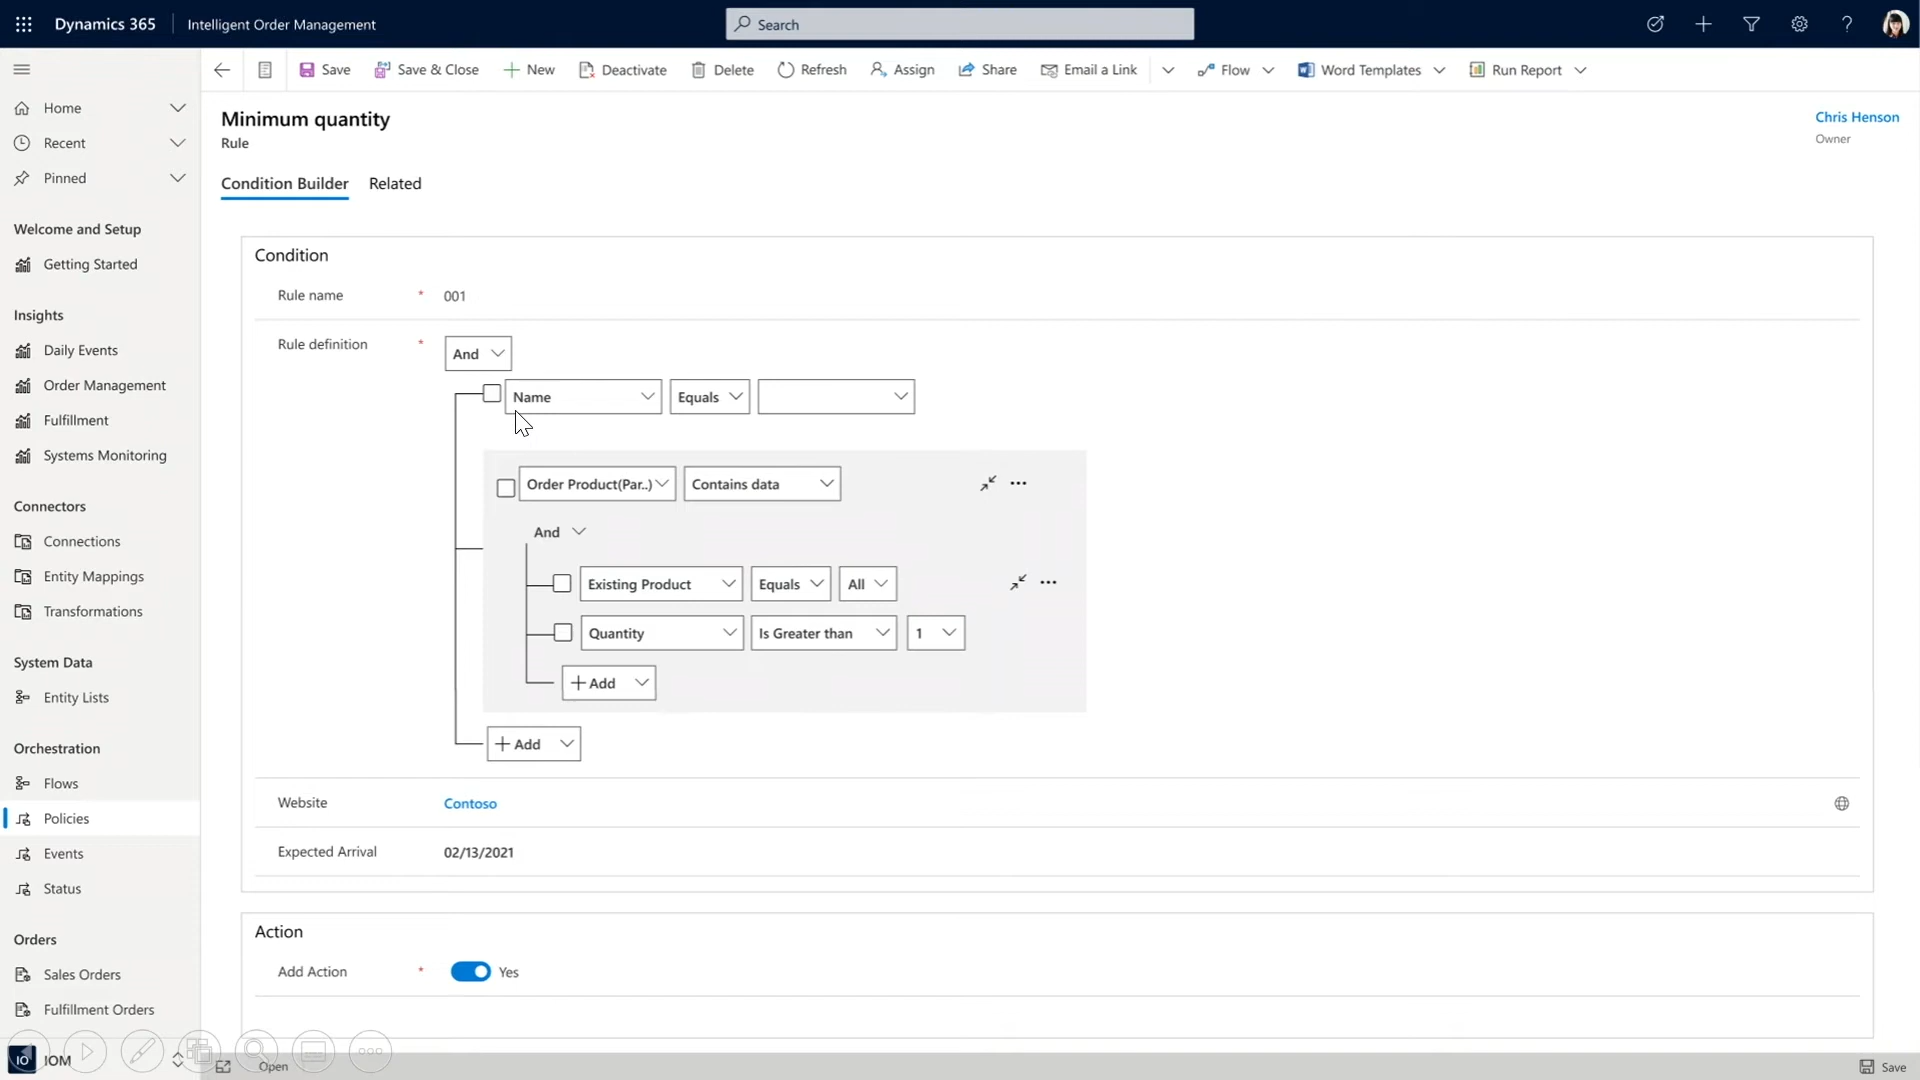 Dynamics 365 Intelligent Order Management Search
Save Save & Close New Deactivate Delete Refresh Assign Share Email a Link Flow Word Templates Run Report
Home
Recent
Pinned
Welcome and Setup
Getting Started
Insights
Daily Events
Order Management
Fulfillment
Systems Monitoring
Connectors
Connections
Entity Mappings
Transformations
System Data
Entity Lists
Orchestration
Flows
Policies
Events
Status
Orders
Sales Orders
Fulfillment Orders
IO IOM
Minimum quantity
Rule
Chris Henson
Owner
Condition Builder Related
Condition
Rule name * 001
Rule definition * And
Name Equals
Order Product(Par..) Contains data ...
And
Existing Product Equals All ...
Quantity Is Greater than 1
+ Add
+ Add
Website Contoso
Expected Arrival 02/13/2021
Action
Add Action * Yes
Open Save